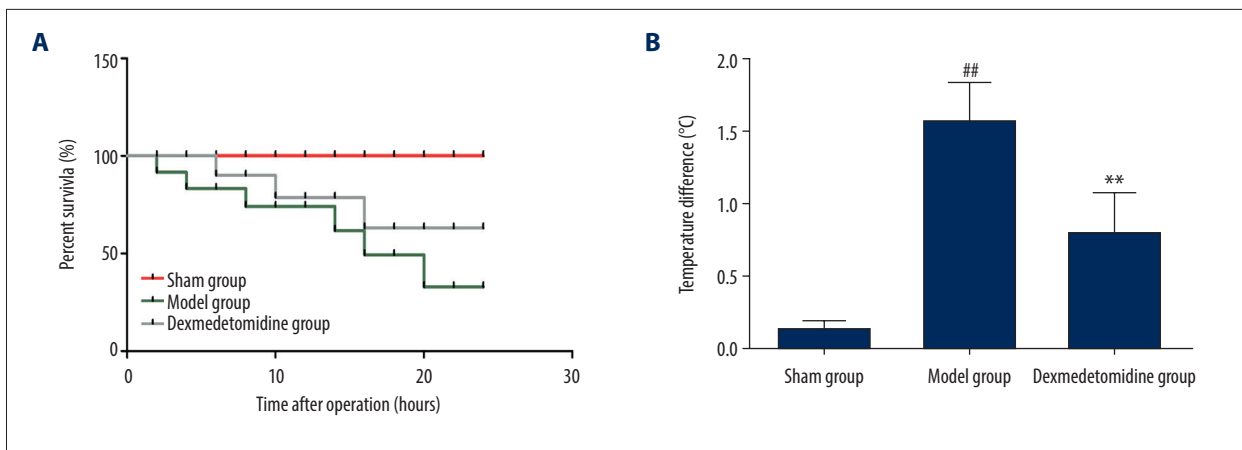 A
150
100
50
0
Percent survivla (%)
Sham group
Model group
Dexmedetomidine group
0 10 20 30
Time after operation (hours)
B
2.0
1.5
1.0
0.5
0.0
Temperature difference (°C)
##
**
Sham group Model group Dexmedetomidine group